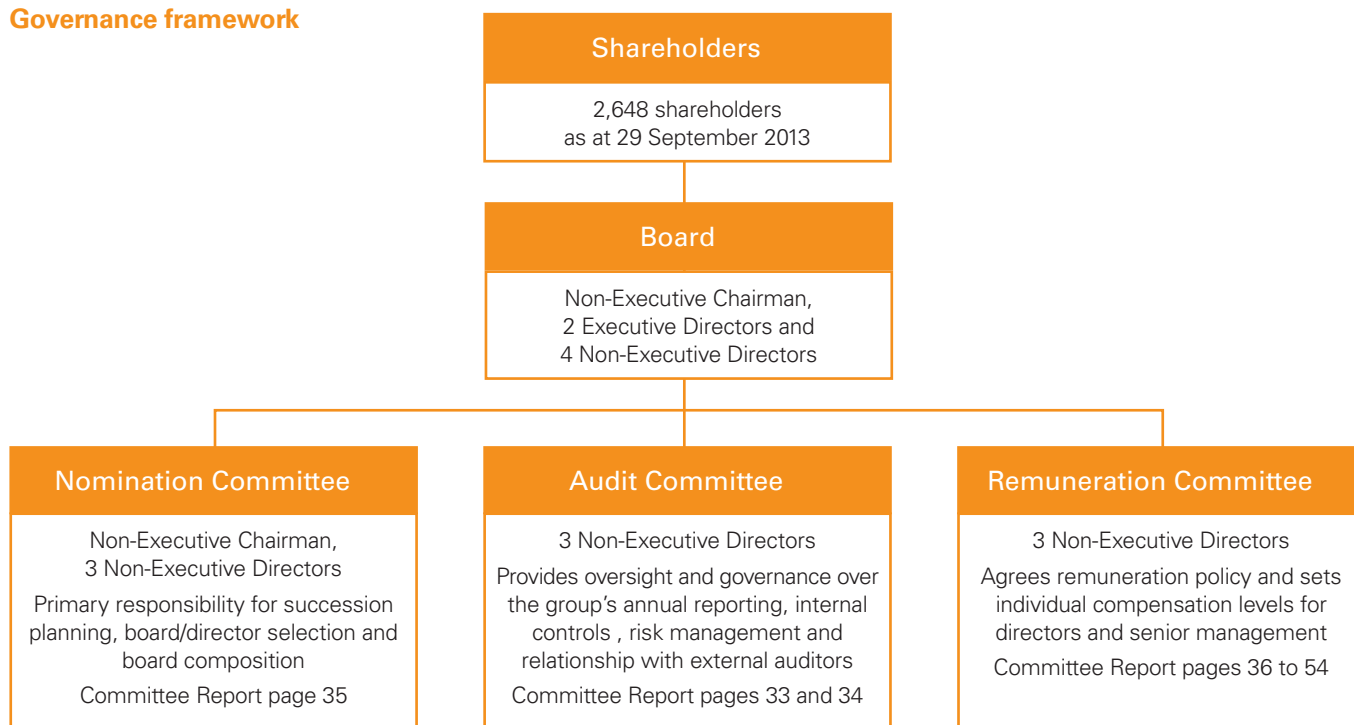 Governance framework
Shareholders
2,648 shareholders
as at 29 September 2013
Board
Non-Executive Chairman,
2 Executive Directors and
4 Non-Executive Directors
Nomination Committee
Non-Executive Chairman,
3 Non-Executive Directors
Primary responsibility for succession
planning, board/director selection and
board composition
Committee Report page 35
Audit Committee
3 Non-Executive Directors
Provides oversight and governance over
the group's annual reporting, internal
controls , risk management and
relationship with external auditors
Committee Report pages 33 and 34
Remuneration Committee
3 Non-Executive Directors
Agrees remuneration policy and sets
individual compensation levels for
directors and senior management
Committee Report pages 36 to 54